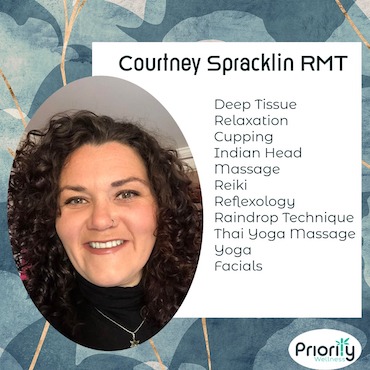 Courtney Spracklin RMT
Deep Tissue
Relaxation
Cupping
Indian Head
Massage
Reiki
Reflexology
Raindrop Technique
Thai Yoga Massage
Yoga
Facials
Priority
Wellness